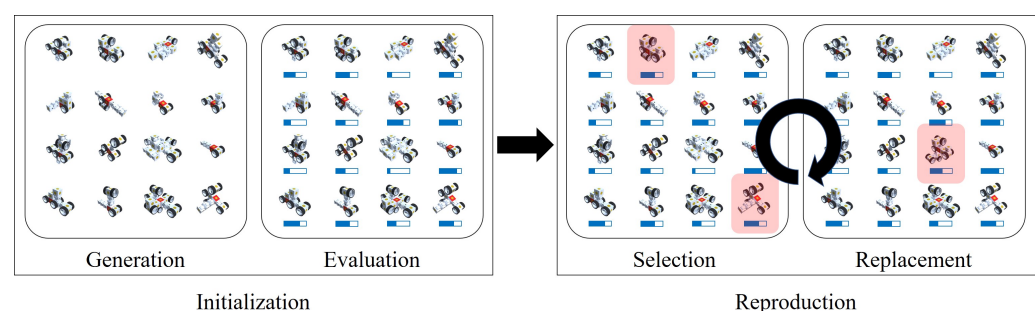 Generation
Evaluation
Selection
Replacement
Initialization
Reproduction